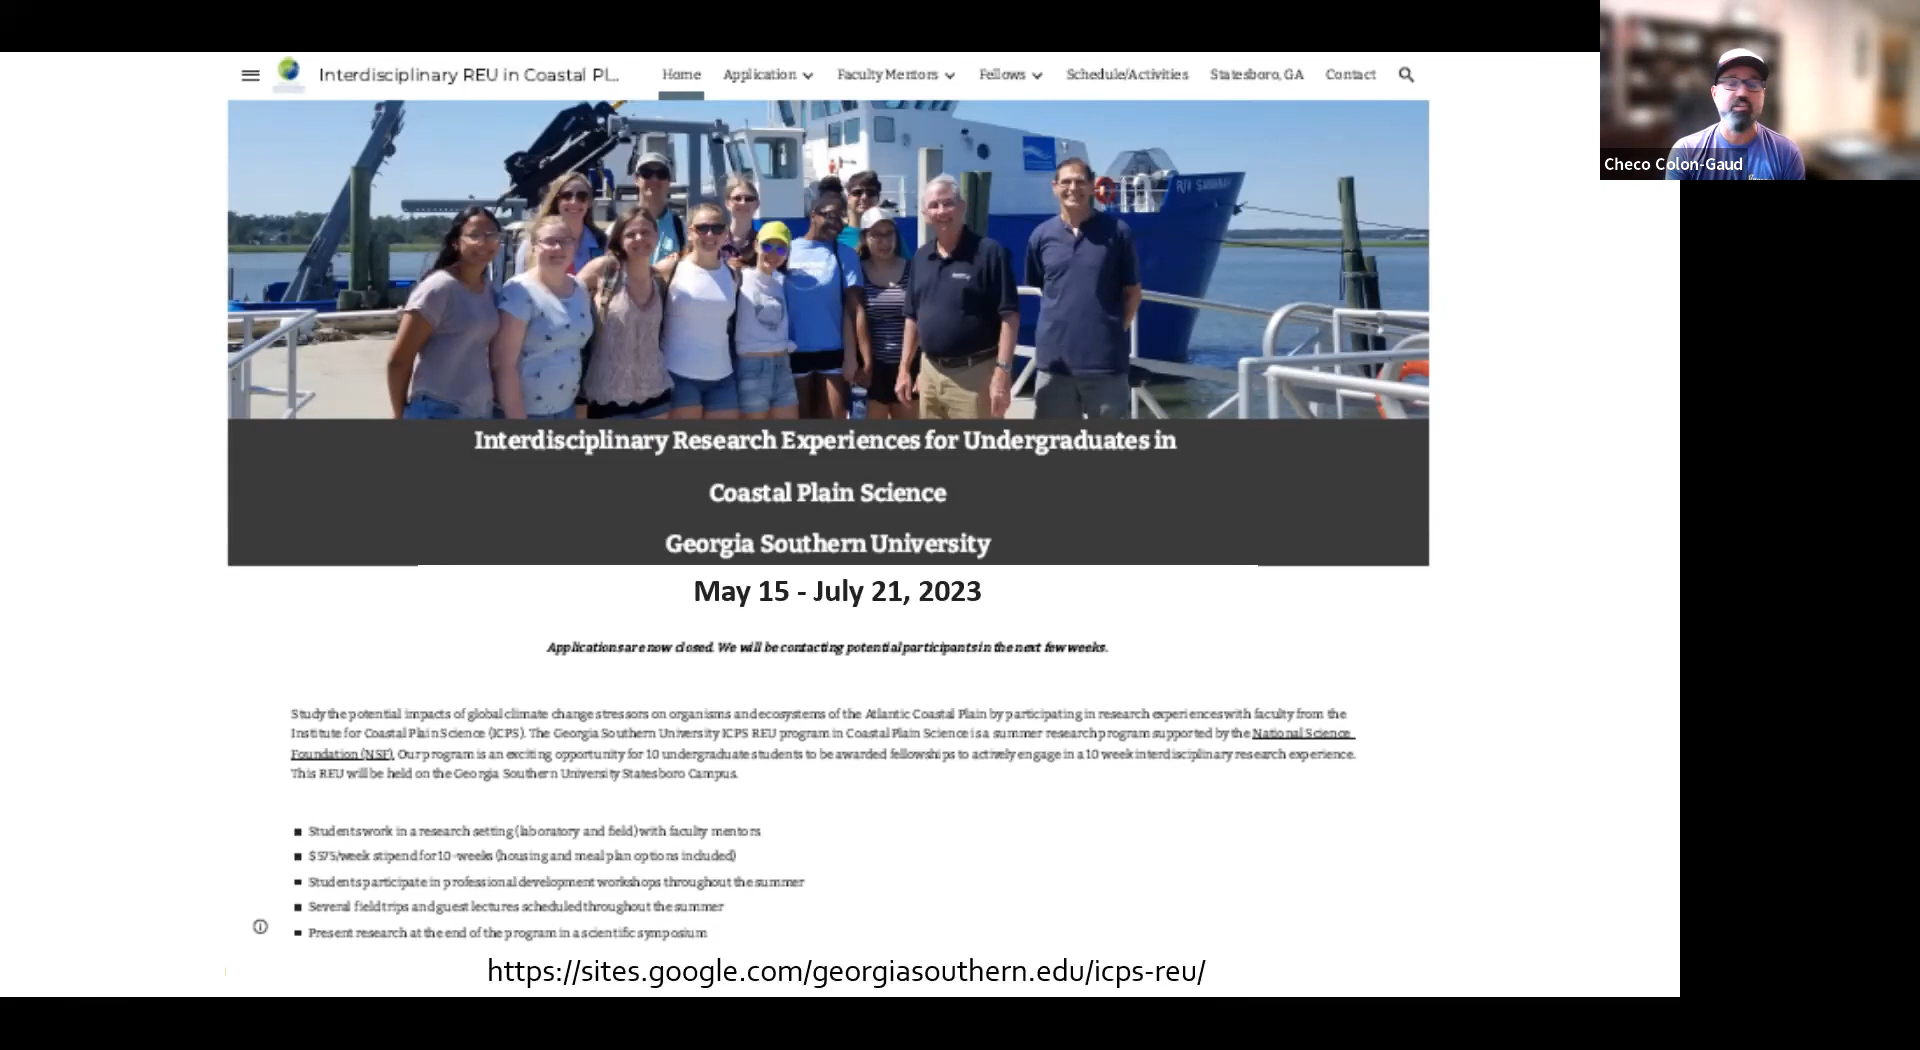 Interdisciplinary REU in Coastal Pl... Home Application Faculty Mentors Fellows Schedule/Activities Statesboro, GA Contact
Checo Colon-Gaud
R/V SAVANNAH
Interdisciplinary Research Experiences for Undergraduates in
Coastal Plain Science
Georgia Southern University
May 15 - July 21, 2023
Applications are now closed. We will be contacting potential participants in the next few weeks.
Study the potential impacts of global climate change stressors on organisms and ecosystems of the Atlantic Coastal Plain by participating in research experiences with faculty from the
Institute for Coastal Plain Science (ICPS). The Georgia Southern University ICPS REU program in Coastal Plain Science is a summer research program supported by the National Science
Foundation (NSF). Our program is an exciting opportunity for 10 undergraduate students to be awarded fellowships to actively engage in a 10 week interdisciplinary research experience.
This REU will be held on the Georgia Southern University Statesboro Campus.
Students work in a research setting (laboratory and field) with faculty mentors
$575/week stipend for 10-weeks (housing and meal plan options included)
Students participate in professional development workshops throughout the summer
Several field trips and guest lectures scheduled throughout the summer
Present research at the end of the program in a scientific symposium
https://sites.google.com/georgiasouthern.edu/icps-reu/